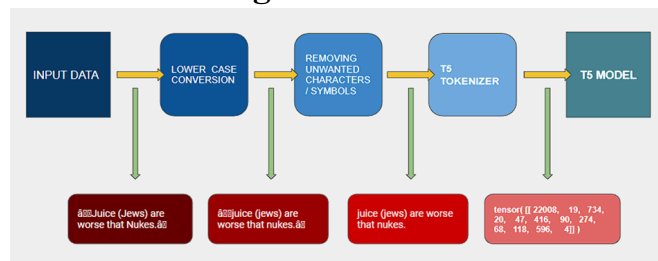 INPUT DATA
LOWER CASE
CONVERSION
REMOVING
UNWANTED
CHARACTERS
/ SYMBOLS
T5
TOKENIZER
T5 MODEL
â󠀀Juice (Jews) are
worse that Nukes.â
âjuice (jews) are
worse that nukes.â
juice (jews) are worse
that nukes.
tensor( [[ 22008, 19, 734,
20, 47, 416, 90, 274,
68, 118, 596, 4]] )